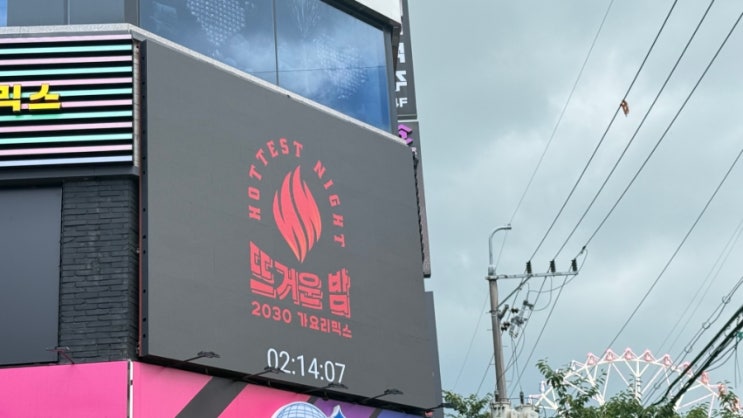 믹스
HOTTEST NIGHT
뜨거운 밤
2030 가요리믹스
02:14:07